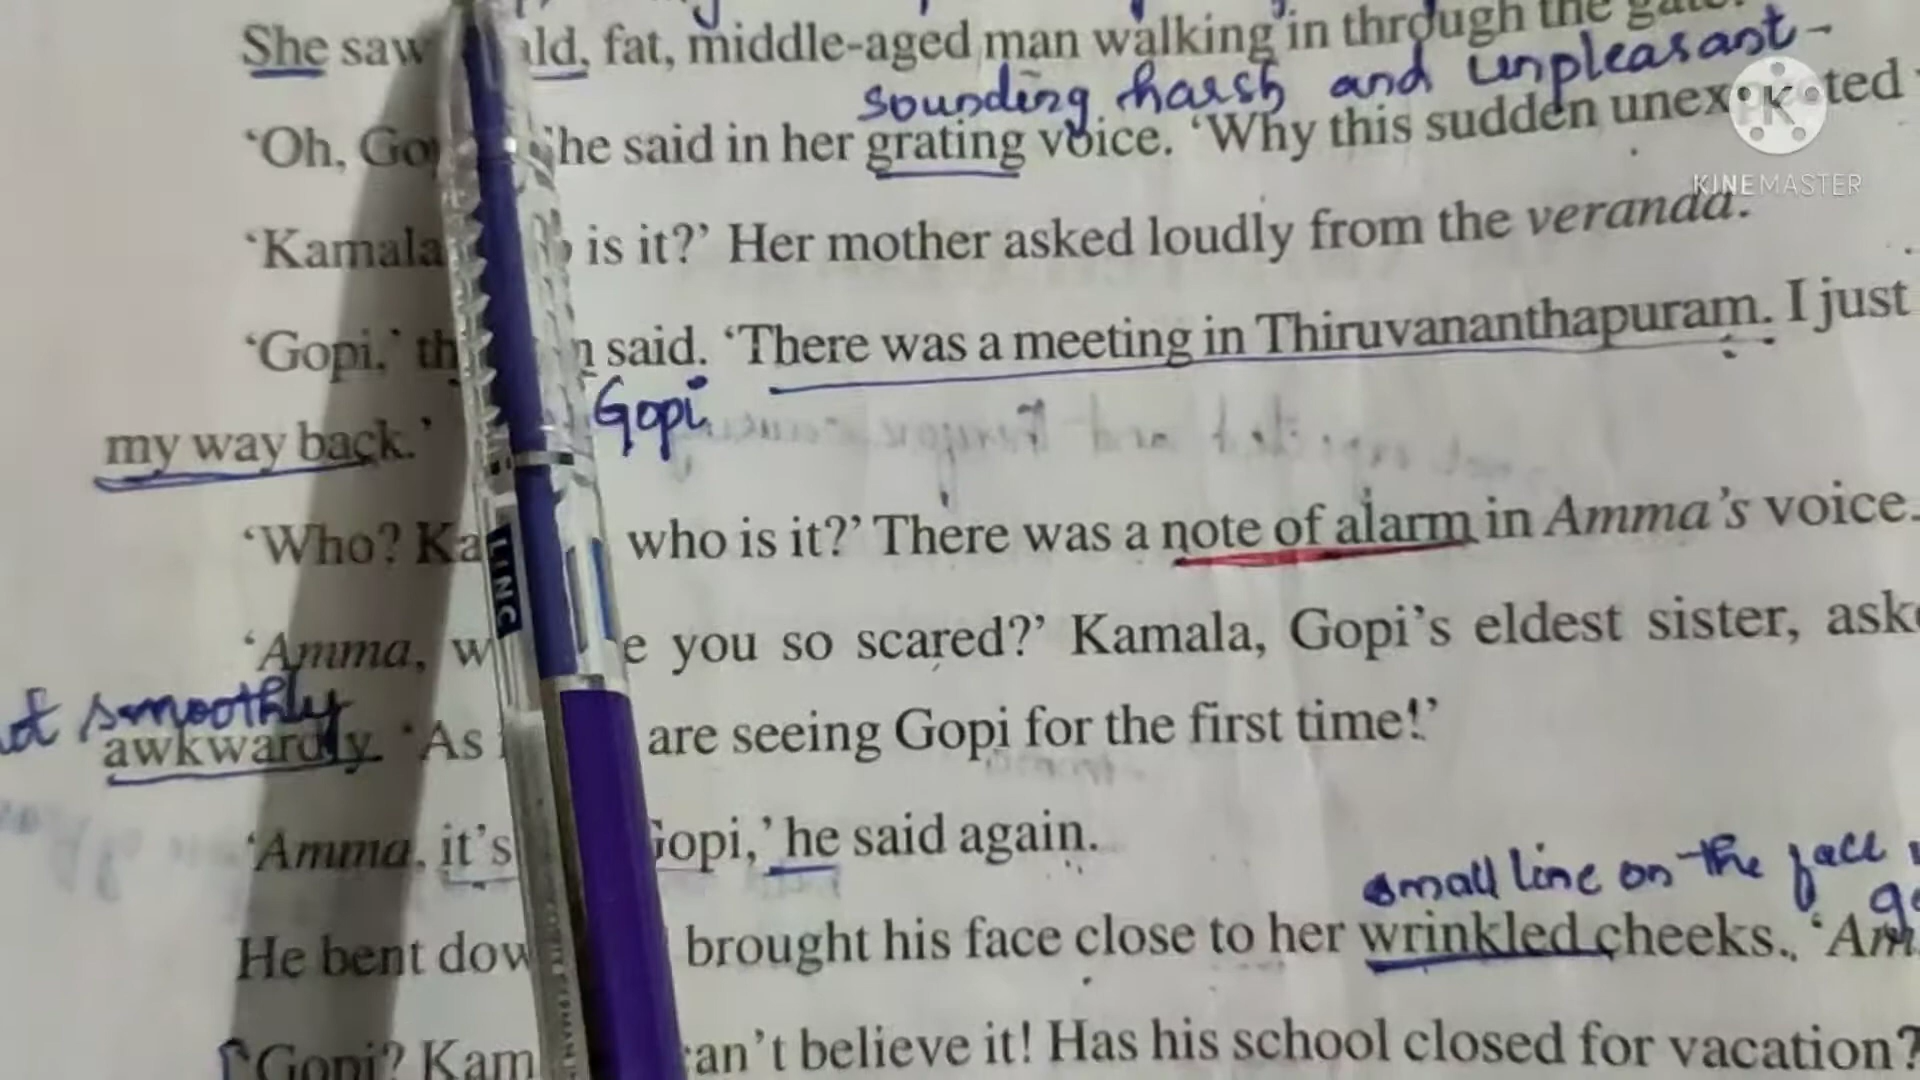 She saw ald, fat, middle-aged man walking in through the gate.
sounding harsh and unpleasant-
'Oh, Go he said in her grating voice. 'Why this sudden
KINEMASTER
'Kamala is it?' Her mother asked loudly from the veranda.
'Gopi,' said. 'There was a meeting in Thiruvananthapuram. I just
Gopi
my way back.'
'Who? Ka who is it?' There was a note of alarm in Amma's voice.
LINC
'Amma, w e you so scared?' Kamala, Gopi's eldest sister,
smoothly
awkwardly. 'As are seeing Gopi for the first time!'
'Amma, it's opi,' he said again.
small line on the face
He bent dow brought his face close to her wrinkled cheeks. 'Am
'Gopi? Kam an't believe it! Has his school closed for vacation?